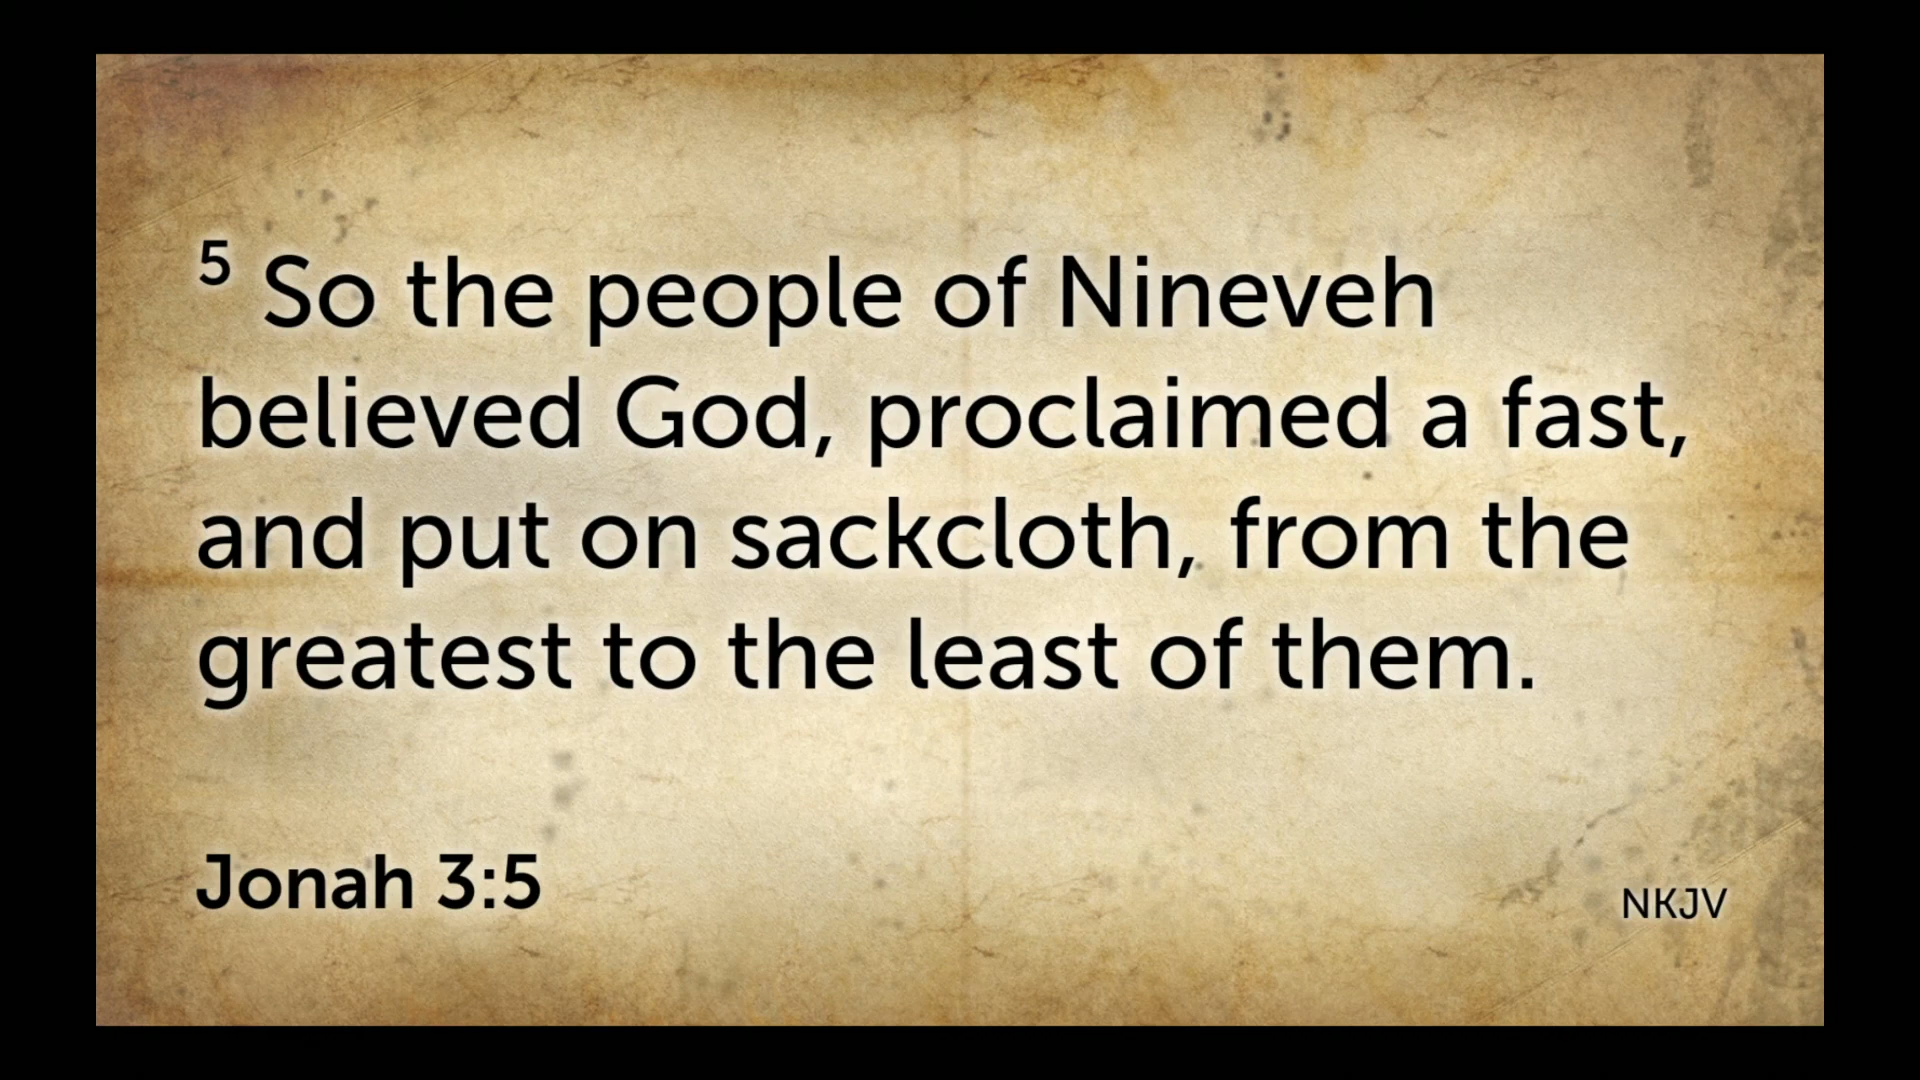 5 So the people of Nineveh
believed God, proclaimed a fast,
and put on sackcloth, from the
greatest to the least of them.
Jonah 3:5
NKJV